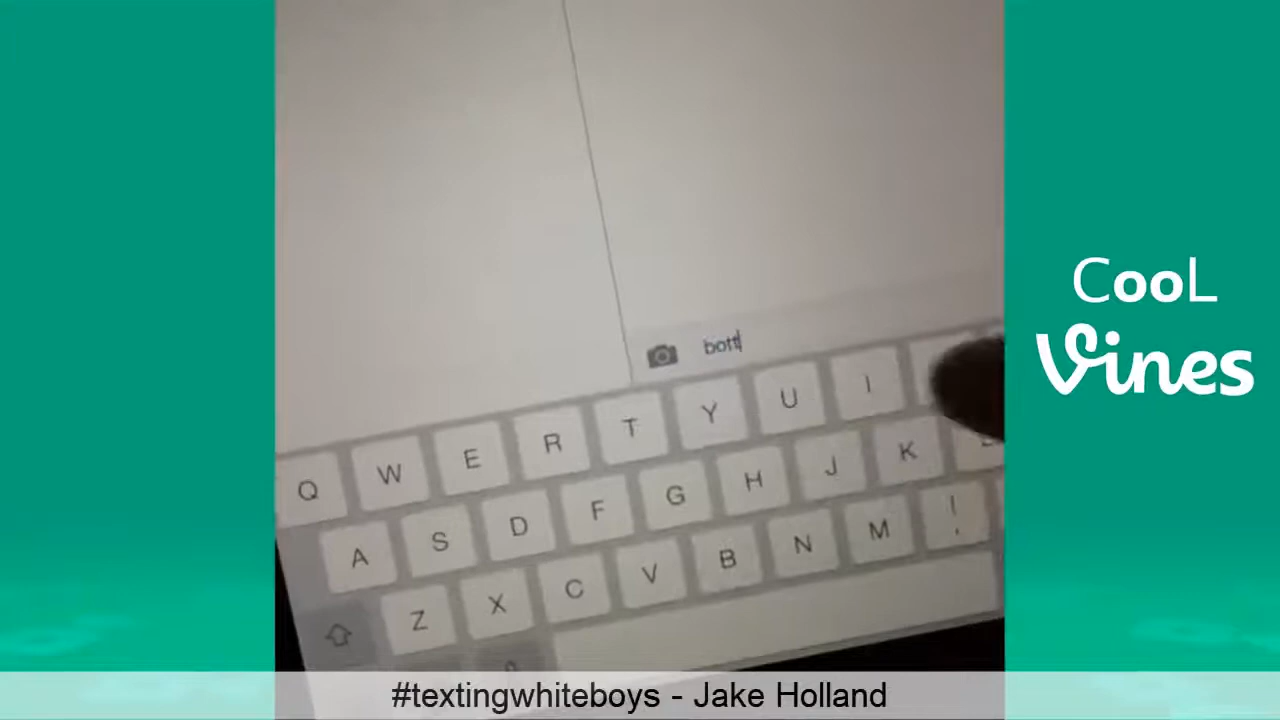 CooL
Vines
bott
Q W E R T Y U I
A S D F G H J K
Z X C V B N M ! ,
#textingwhiteboys - Jake Holland